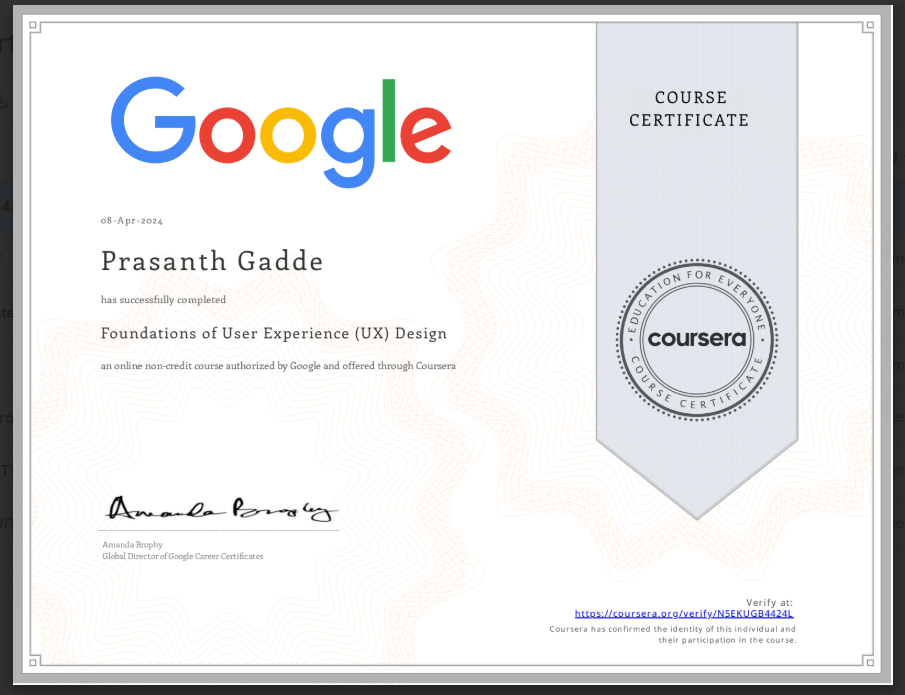 Google
COURSE
CERTIFICATE
08-Apr-2024
Prasanth Gadde
has successfully completed
Foundations of User Experience (UX) Design
an online non-credit course authorized by Google and offered through Coursera
EDUCATION FOR EVERYONE
coursera
COURSE CERTIFICATE
Amanda Brophy
Amanda Brophy
Global Director of Google Career Certificates
Verify at:
https://coursera.org/verify/N5EKUGB4424L
Coursera has confirmed the identity of this individual and
their participation in the course.